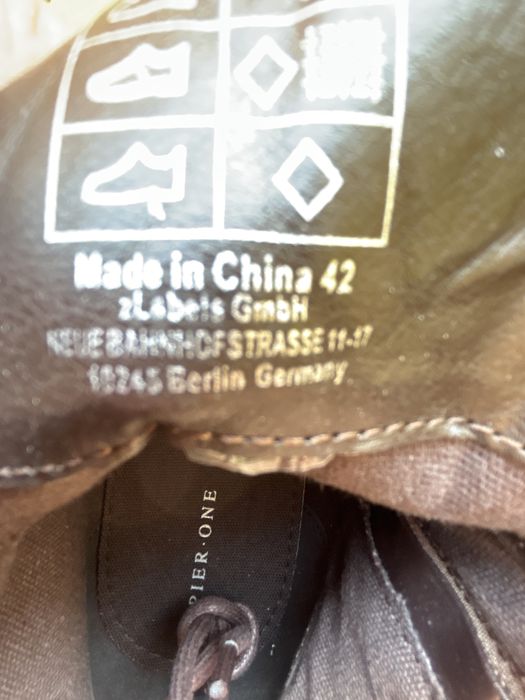 Made in China 42
zLabels GmbH
NEUE BAHNHOFSTRASSE 11-17
10245 Berlin Germany
PIER·ONE